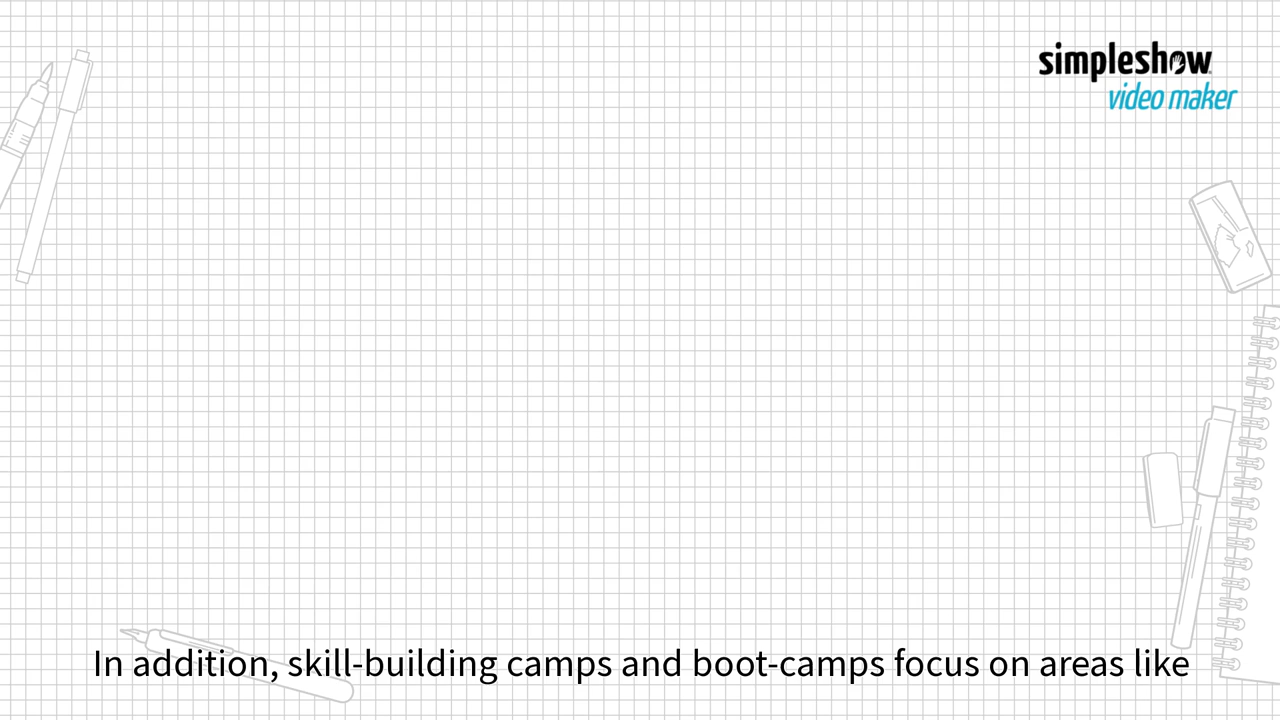 simpleshow
video maker
In addition, skill-building camps and boot-camps focus on areas like